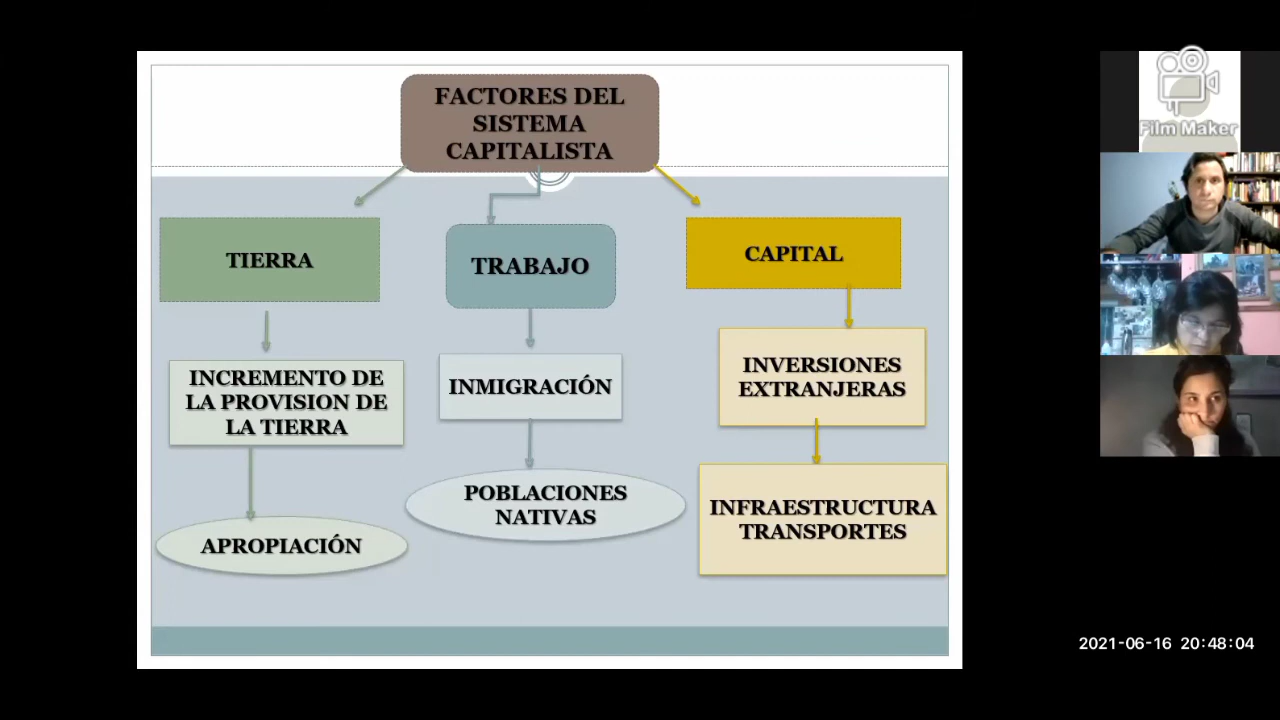 FACTORES DEL
SISTEMA
CAPITALISTA
TIERRA
TRABAJO
CAPITAL
INCREMENTO DE
LA PROVISION DE
LA TIERRA
INMIGRACIÓN
INVERSIONES
EXTRANJERAS
APROPIACIÓN
POBLACIONES
NATIVAS
INFRAESTRUCTURA
TRANSPORTES
Film Maker
2021-06-16 20:48:04